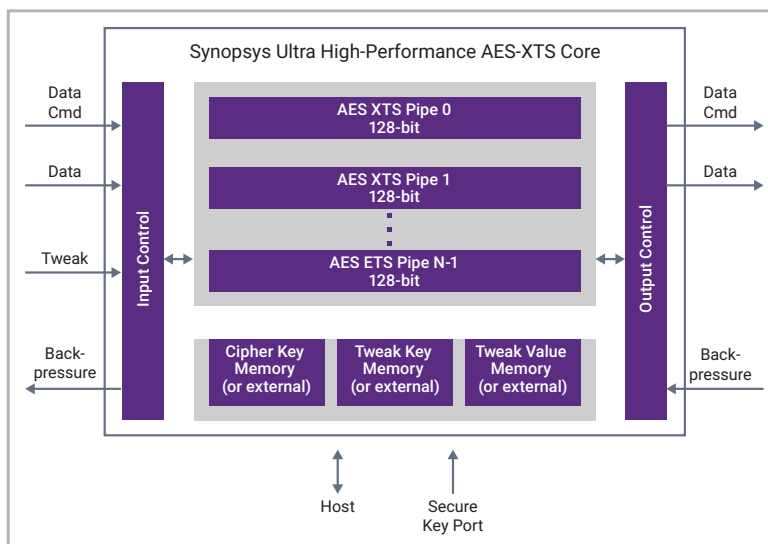 Synopsys Ultra High-Performance AES-XTS Core
Data
Cmd
Data
Tweak
Back-
pressure
Input Control
AES XTS Pipe 0
128-bit
AES XTS Pipe 1
128-bit
AES ETS Pipe N-1
128-bit
Cipher Key
Memory
(or external)
Tweak Key
Memory
(or external)
Tweak Value
Memory
(or external)
Output Control
Data
Cmd
Data
Back-
pressure
Host
Secure
Key Port